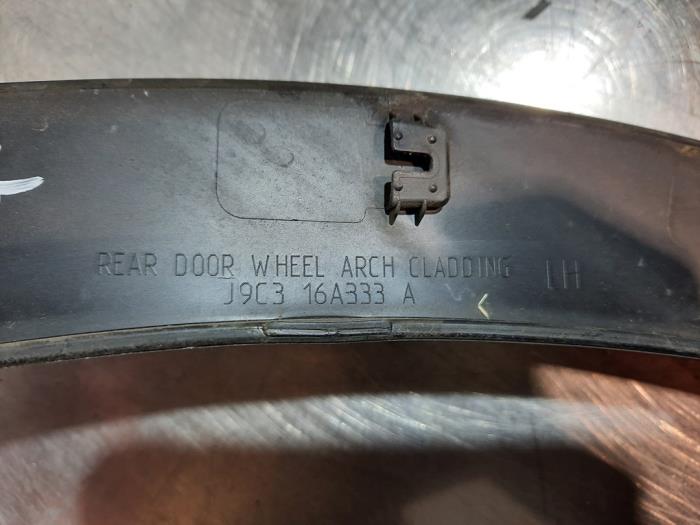 REAR DOOR WHEEL ARCH CLADDING LH
J9C3 16A333 A